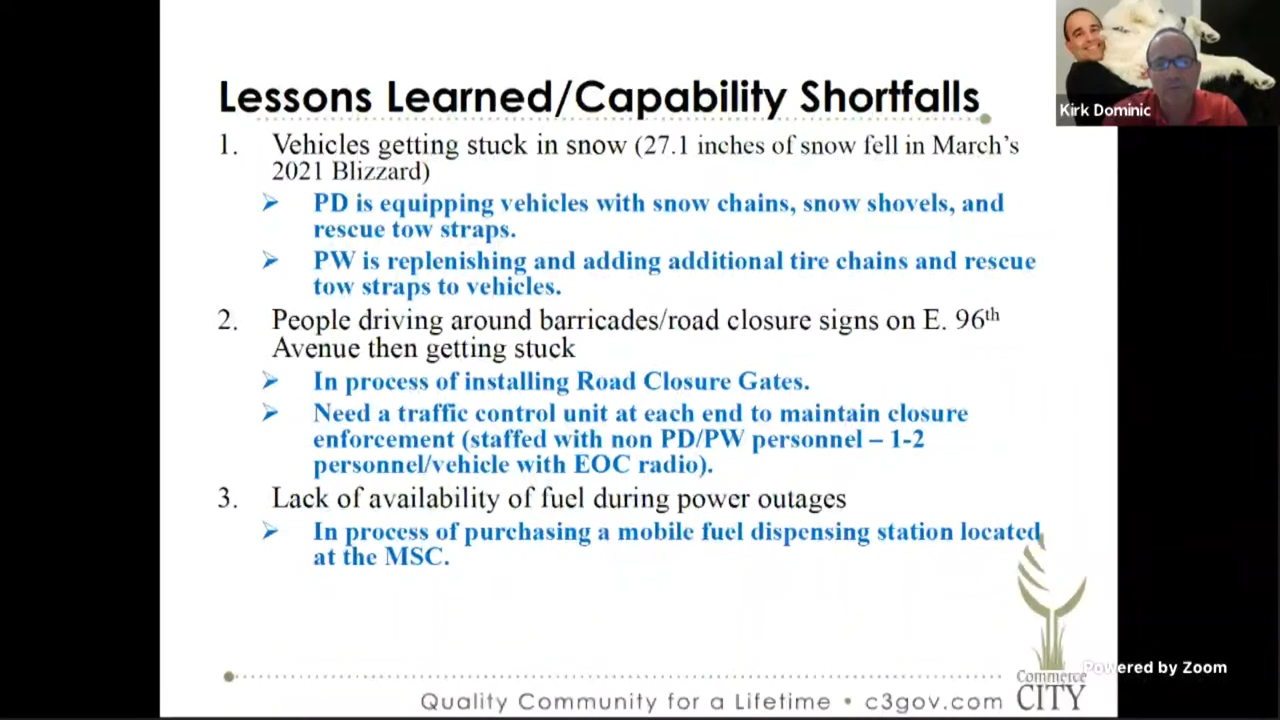 Lessons Learned/Capability Shortfalls
Kirk Dominic
1. Vehicles getting stuck in snow (27.1 inches of snow fell in March's
2021 Blizzard)
➢ PD is equipping vehicles with snow chains, snow shovels, and
rescue tow straps.
➢ PW is replenishing and adding additional tire chains and rescue
tow straps to vehicles.
2. People driving around barricades/road closure signs on E. 96th
Avenue then getting stuck
➢ In process of installing Road Closure Gates.
➢ Need a traffic control unit at each end to maintain closure
enforcement (staffed with non PD/PW personnel – 1-2
personnel/vehicle with EOC radio).
3. Lack of availability of fuel during power outages
➢ In process of purchasing a mobile fuel dispensing station located
at the MSC.
Powered by Zoom
Commerce
CITY
Quality Community for a Lifetime • c3gov.com